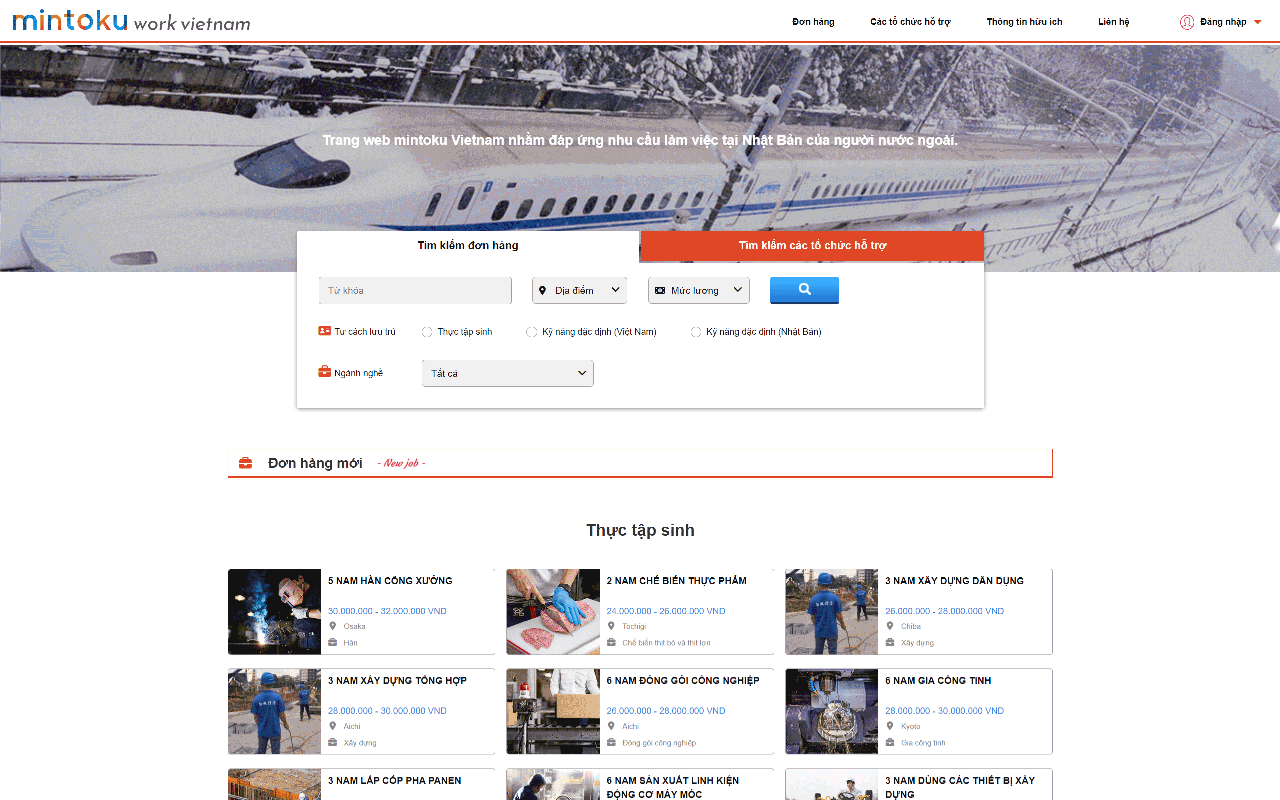 mintoku work vietnam
Đơn hàng
Các tổ chức hỗ trợ
Thông tin hữu ích
Liên hệ
Đăng nhập
Trang web mintoku Vietnam nhằm đáp ứng nhu cầu làm việc tại Nhật Bản của người nước ngoài.
Tìm kiếm đơn hàng
Tìm kiếm các tổ chức hỗ trợ
Từ khóa
Địa điểm
Mức lương
Tư cách lưu trú
Thực tập sinh
Kỹ năng đặc định (Việt Nam)
Kỹ năng đặc định (Nhật Bản)
Ngành nghề
Tất cả
Đơn hàng mới
- New job -
Thực tập sinh
5 NAM HÀN CÔNG XƯỞNG
30.000.000 - 32.000.000 VND
Osaka
Hàn
2 NAM CHẾ BIẾN THỰC PHẨM
24.000.000 - 26.000.000 VND
Tochigi
Chế biến thịt bò và thịt lợn
3 NAM XÂY DỰNG DÂN DỤNG
26.000.000 - 28.000.000 VND
Chiba
Xây dựng
3 NAM XÂY DỰNG TỔNG HỢP
28.000.000 - 30.000.000 VND
Aichi
Xây dựng
6 NAM ĐÓNG GÓI CÔNG NGHIỆP
26.000.000 - 28.000.000 VND
Aichi
Đóng gói công nghiệp
6 NAM GIA CÔNG TINH
28.000.000 - 30.000.000 VND
Kyoto
Gia công tinh
3 NAM LẮP CỐP PHA PANEN
6 NAM SẢN XUẤT LINH KIỆN
ĐỘNG CƠ MÁY MÓC
3 NAM DÙNG CÁC THIẾT BỊ XÂY
DỰNG